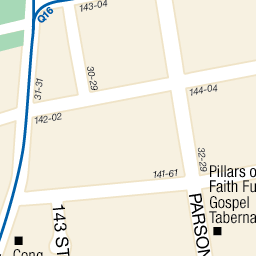 143-04
Q16
31-31
30-29
144-04
142-02
32-29
141-61
Pillars o
Faith Fu
Gospel
Taberna
143 ST
PARSON
Cong